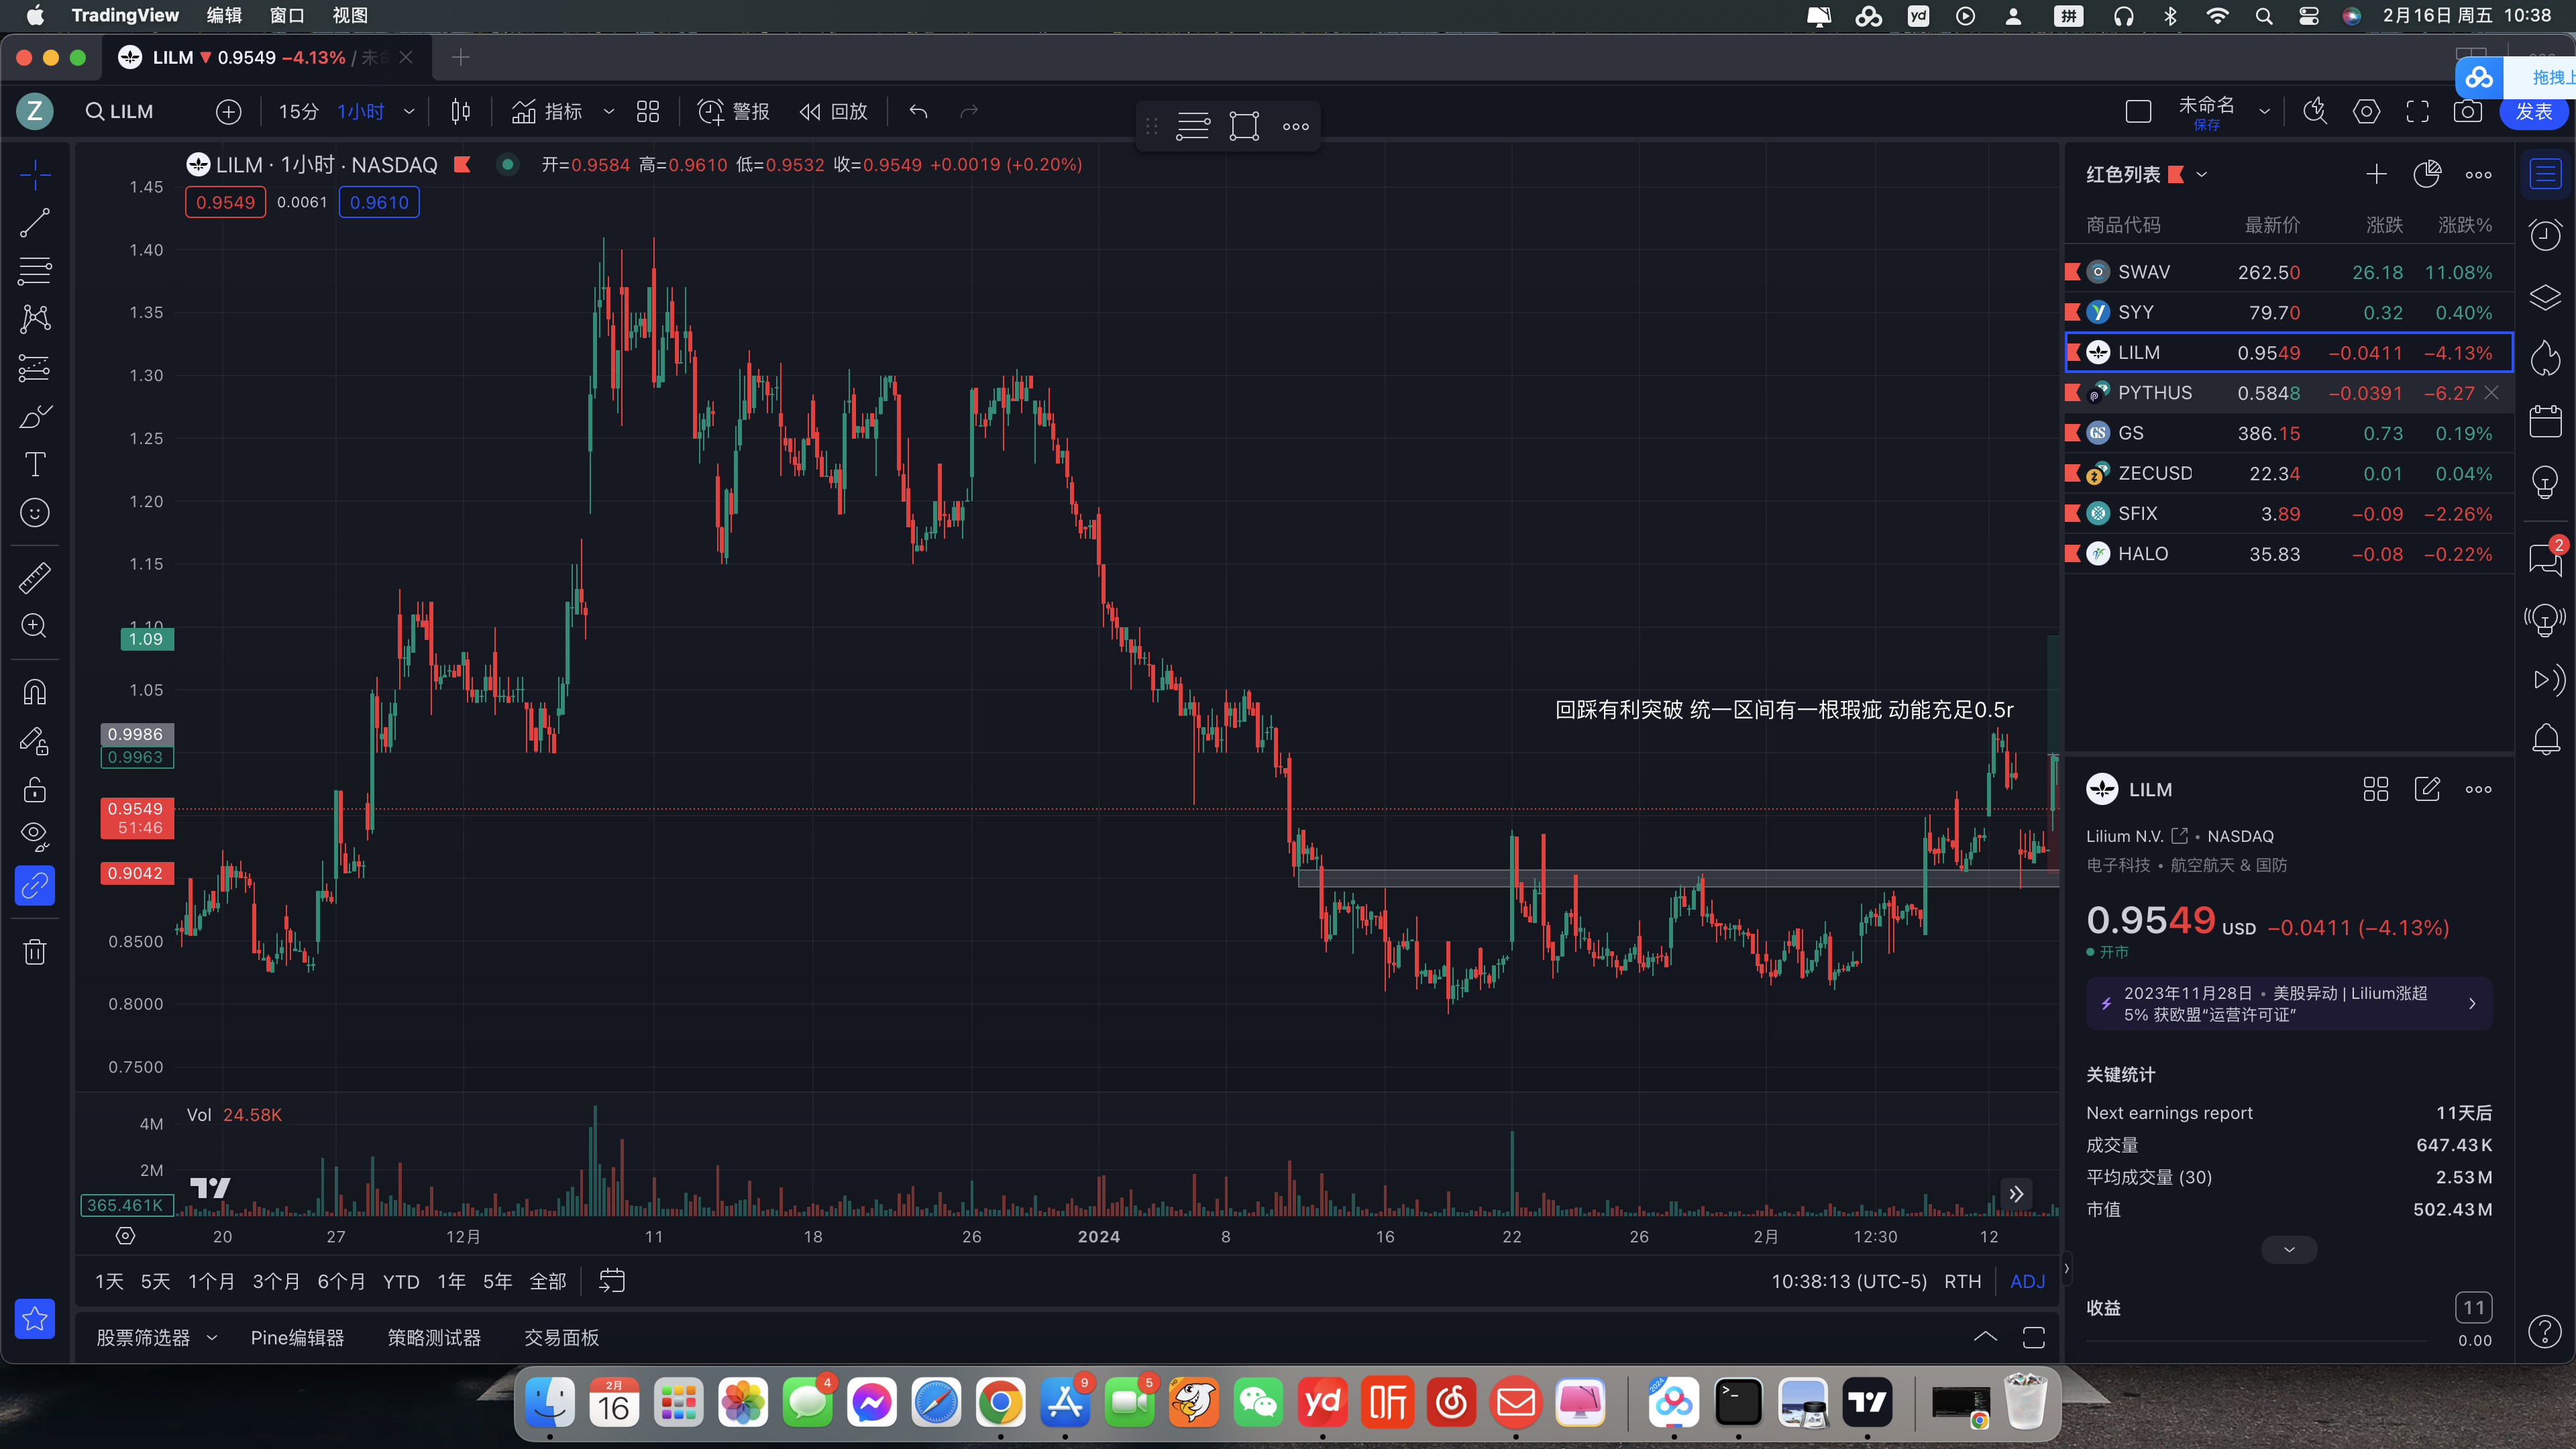 TradingView 编辑 窗口 视图 2月16日 周五 10:38
LILM 0.9549 −4.13% /
拖拽上
Z LILM 15分 1小时 指标 警报 回放 未命名 保存 发表
LILM · 1小时 · NASDAQ 开=0.9584 高=0.9610 低=0.9532 收=0.9549 +0.0019 (+0.20%)
0.9549 0.0061 0.9610
1.45
1.40
1.35
1.30
1.25
1.20
1.15
1.10
1.09
1.05
0.9986
0.9963
0.9549
51:46
0.9042
0.8500
0.8000
0.7500
回踩有利突破 统一区间有一根瑕疵 动能充足0.5r
Vol 24.58K
4M
2M
365.461K
20 27 12月 11 18 26 2024 8 16 22 26 2月 12:30 12
1天 5天 1个月 3个月 6个月 YTD 1年 5年 全部 10:38:13 (UTC-5) RTH ADJ
股票筛选器 Pine编辑器 策略测试器 交易面板
红色列表
商品代码 最新价 涨跌 涨跌%
SWAV 262.50 26.18 11.08%
SYY 79.70 0.32 0.40%
LILM 0.9549 −0.0411 −4.13%
PYTHUS 0.5848 −0.0391 −6.27
GS 386.15 0.73 0.19%
ZECUSD 22.34 0.01 0.04%
SFIX 3.89 −0.09 −2.26%
HALO 35.83 −0.08 −0.22%
2
LILM
Lilium N.V. • NASDAQ
电子科技 • 航空航天 & 国防
0.9549 USD −0.0411 (−4.13%)
开市
2023年11月28日 • 美股异动 | Lilium涨超
5% 获欧盟“运营许可证”
关键统计
Next earnings report 11天后
成交量 647.43K
平均成交量 (30) 2.53M
市值 502.43M
收益 11
0.00
2月
16
4
9
5
yd
听
2024